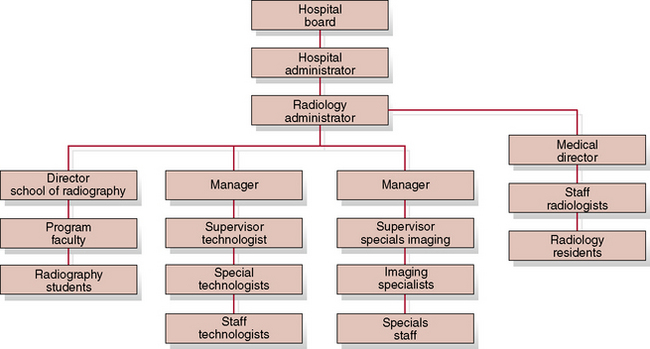 Hospital
board
Hospital
administrator
Radiology
administrator
Medical
director
Director
school of radiography
Manager
Manager
Staff
radiologists
Program
faculty
Supervisor
technologist
Supervisor
specials imaging
Radiology
residents
Radiography
students
Special
technologists
Imaging
specialists
Staff
technologists
Specials
staff